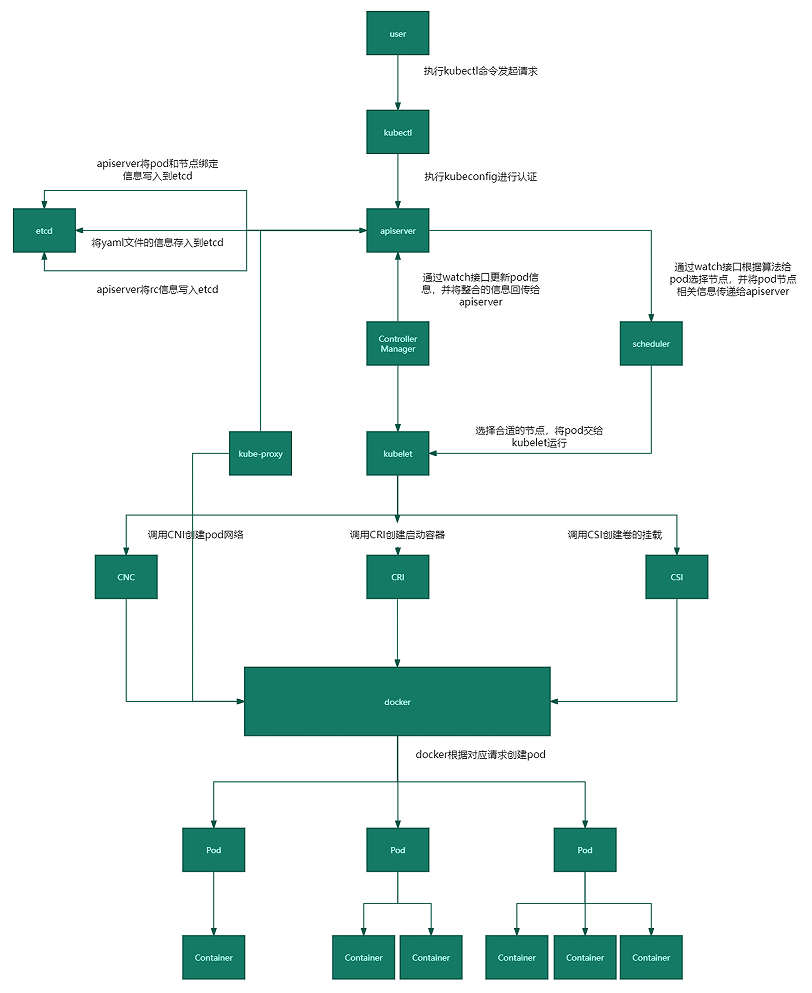 user
执行kubectl命令发起请求
kubectl
执行kubeconfig进行认证
apiserver将pod和节点绑定
信息写入到etcd
etcd
将yaml文件的信息存入到etcd
apiserver
apiserver将rc信息写入etcd
通过watch接口更新pod信
息，并将整合的信息回传给
apiserver
通过watch接口根据算法给
pod选择节点，并将pod节点
相关信息传递给apiserver
Controller
Manager
scheduler
kube-proxy
kubelet
选择合适的节点，将pod交给
kubelet运行
调用CNI创建pod网络
调用CRI创建启动容器
调用CSI创建卷的挂载
CNC
CRI
CSI
docker
docker根据对应请求创建pod
Pod
Pod
Pod
Container
Container
Container
Container
Container
Container